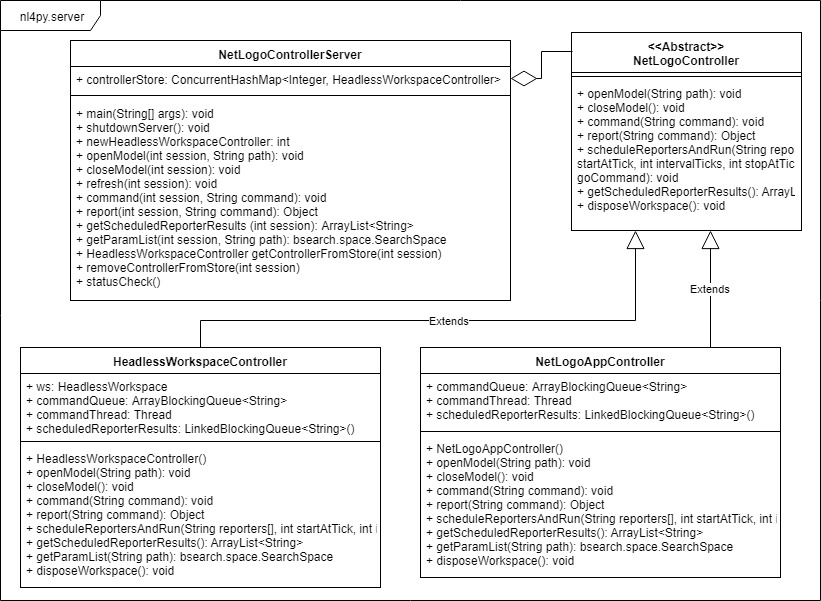 nl4py.server
NetLogoControllerServer
+ controllerStore: ConcurrentHashMap<Integer, HeadlessWorkspaceController>
+ main(String[] args): void
+ shutdownServer(): void
+ newHeadlessWorkspaceController: int
+ openModel(int session, String path): void
+ closeModel(int session): void
+ refresh(int session): void
+ command(int session, String command): void
+ report(int session, String command): Object
+ getScheduledReporterResults (int session): ArrayList<String>
+ getParamList(int session, String path): bsearch.space.SearchSpace
+ HeadlessWorkspaceController getControllerFromStore(int session)
+ removeControllerFromStore(int session)
+ statusCheck()
<<Abstract>>
NetLogoController
+ openModel(String path): void
+ closeModel(): void
+ command(String command): void
+ report(String command): Object
+ scheduleReportersAndRun(String repo
startAtTick, int intervalTicks, int stopAtTic
goCommand): void
+ getScheduledReporterResults(): ArrayL
+ disposeWorkspace(): void
Extends
Extends
HeadlessWorkspaceController
+ ws: HeadlessWorkspace
+ commandQueue: ArrayBlockingQueue<String>
+ commandThread: Thread
+ scheduledReporterResults: LinkedBlockingQueue<String>()
+ HeadlessWorkspaceController()
+ openModel(String path): void
+ closeModel(): void
+ command(String command): void
+ report(String command): Object
+ scheduleReportersAndRun(String reporters[], int startAtTick, int i
+ getScheduledReporterResults(): ArrayList<String>
+ getParamList(String path): bsearch.space.SearchSpace
+ disposeWorkspace(): void
NetLogoAppController
+ commandQueue: ArrayBlockingQueue<String>
+ commandThread: Thread
+ scheduledReporterResults: LinkedBlockingQueue<String>()
+ NetLogoAppController()
+ openModel(String path): void
+ closeModel(): void
+ command(String command): void
+ report(String command): Object
+ scheduleReportersAndRun(String reporters[], int startAtTick, int i
+ getScheduledReporterResults(): ArrayList<String>
+ getParamList(String path): bsearch.space.SearchSpace
+ disposeWorkspace(): void